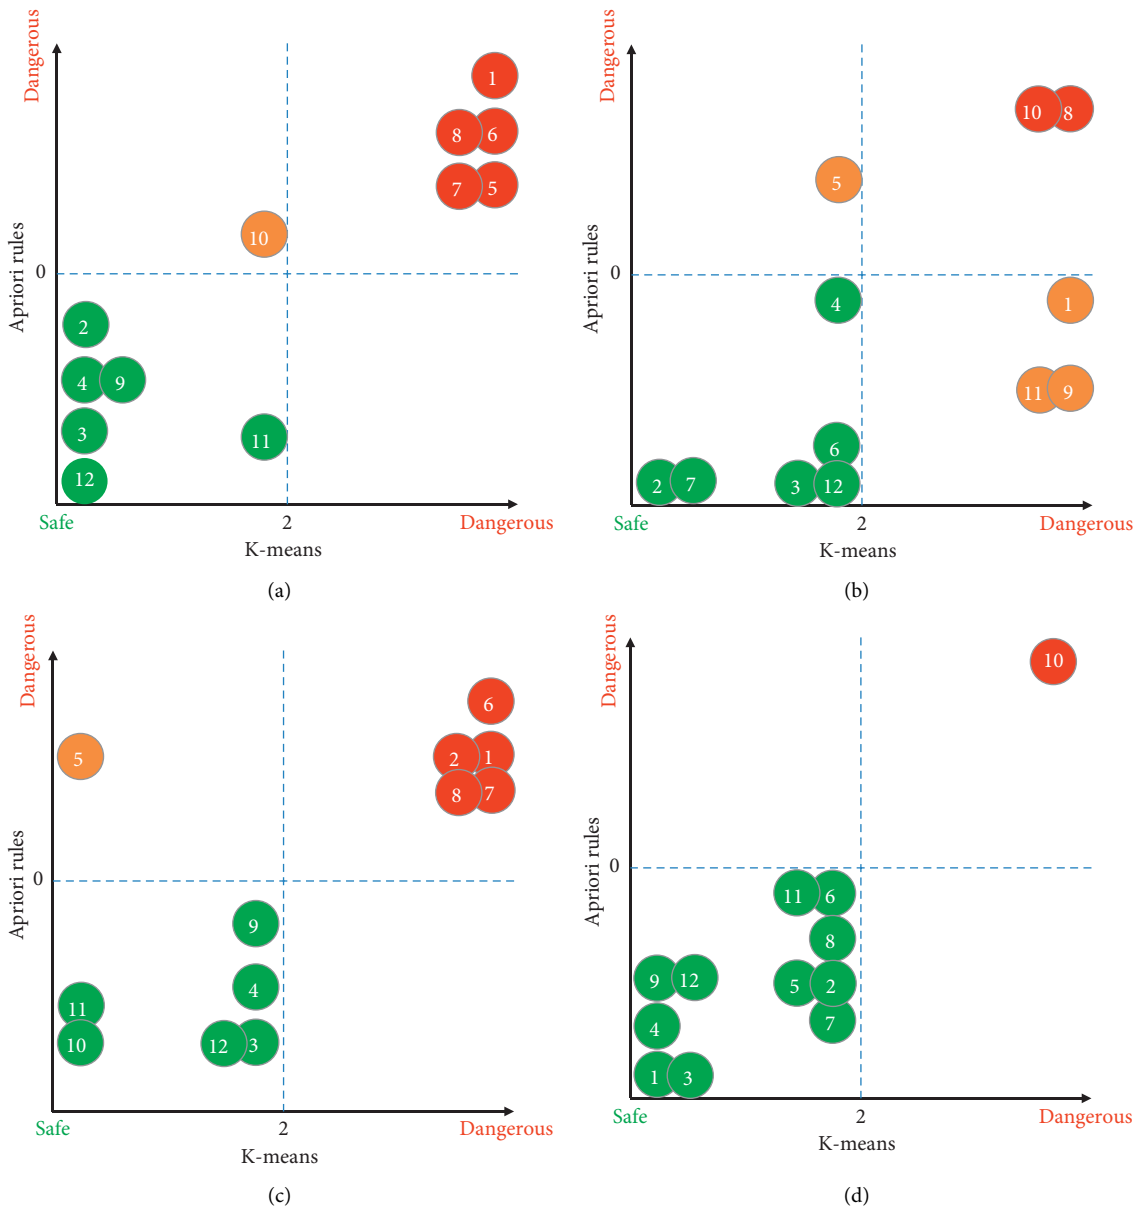 Dangerous
Apriori rules
0
1
8 6
7 5
10
2
4 9
3
11
12
Safe 2 Dangerous
K-means
(a)
Dangerous
Apriori rules
0
10 8
5
4
1
11 9
6
2 7 3 12
Safe 2 Dangerous
K-means
(b)
Dangerous
Apriori rules
0
6
5 2 1
8 7
9
4
11
10 12 3
Safe 2 Dangerous
K-means
(c)
Dangerous
Apriori rules
0
10
11 6
8
9 12 5 2
4 7
1 3
Safe 2 Dangerous
K-means
(d)